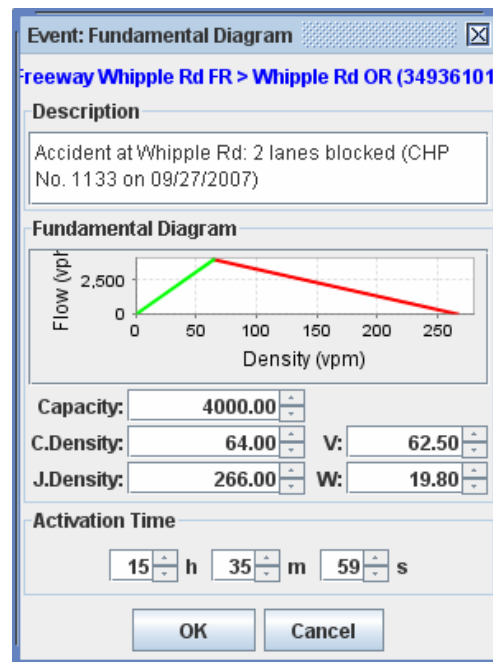 Event: Fundamental Diagram
Freeway Whipple Rd FR > Whipple Rd OR (34936101
Description
Accident at Whipple Rd: 2 lanes blocked (CHP
No. 1133 on 09/27/2007)
Fundamental Diagram
Flow (vph
2,500
0
0 50 100 150 200 250
Density (vpm)
Capacity: 4000.00
C.Density: 64.00 V: 62.50
J.Density: 266.00 W: 19.80
Activation Time
15 h 35 m 59 s
OK Cancel